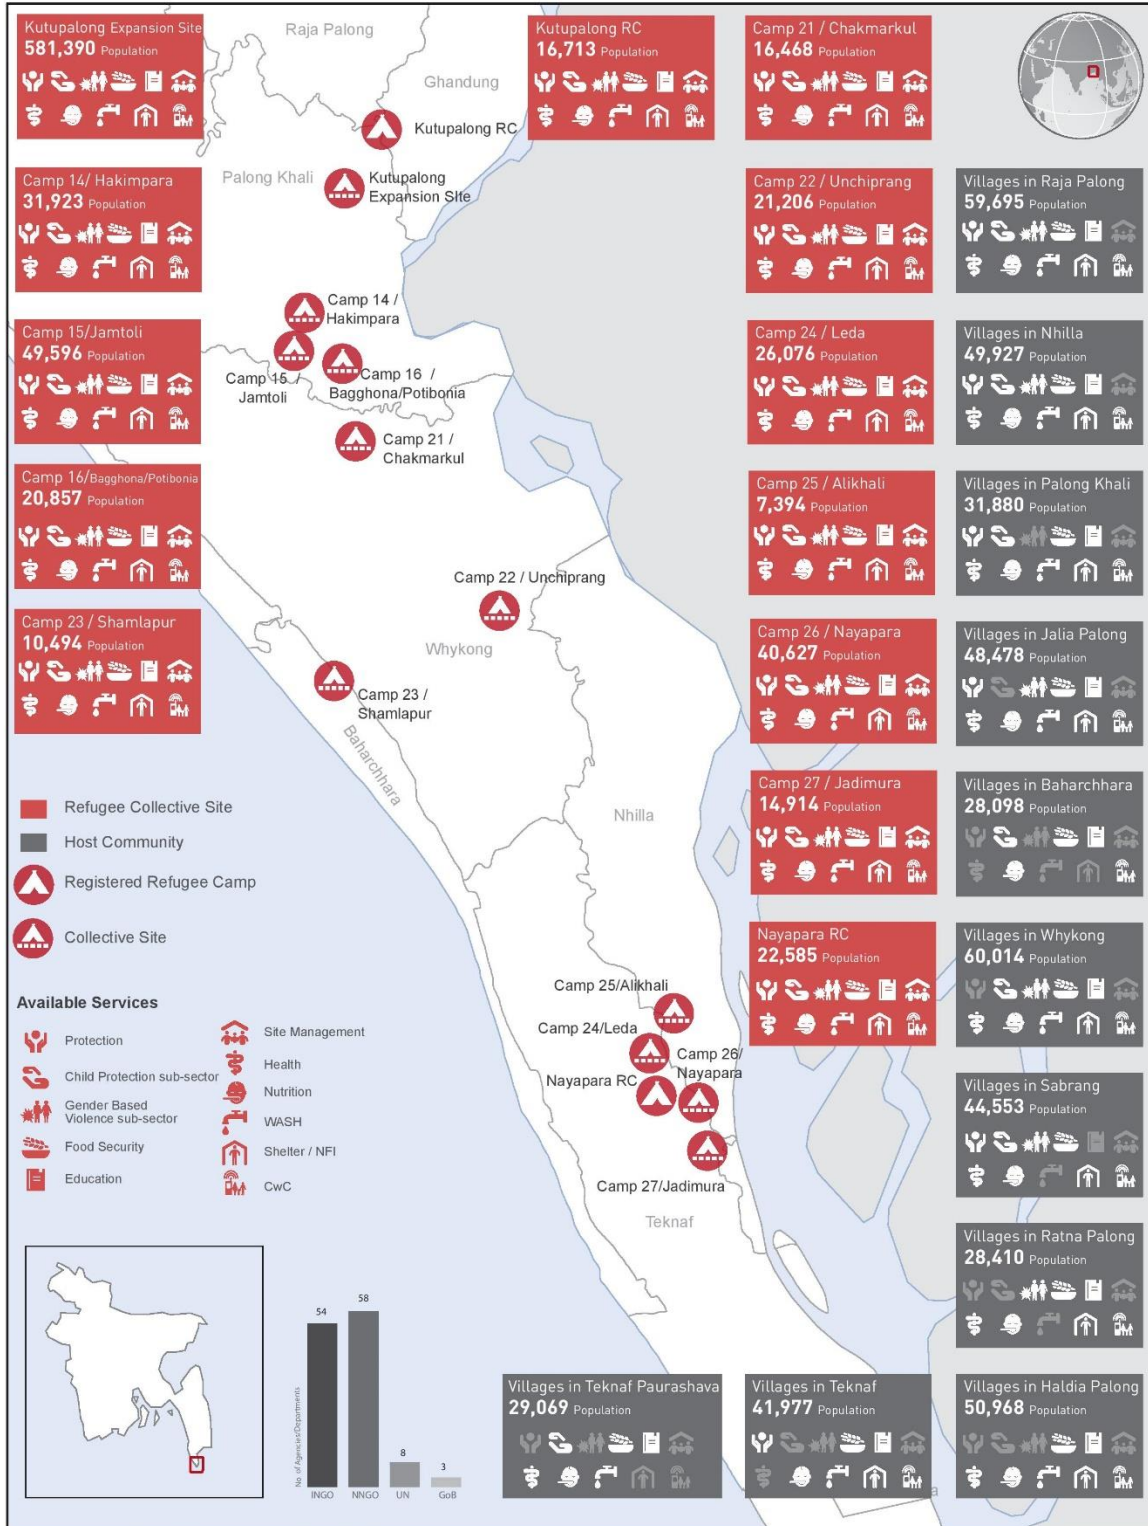 Kutupalong Expansion Site
581,390 Population
Kutupalong RC
16,713 Population
Camp 21 / Chakmarkul
16,468 Population
Raja Palong
Ghandung
Kutupalong RC
Palong Khali
Kutupalong
Expansion SIte
Camp 14/ Hakimpara
31,923 Population
Camp 22 / Unchiprang
21,206 Population
Villages in Raja Palong
59,695 Population
Camp 14 /
Hakimpara
Camp 15 /
Jamtoli
Camp 16 /
Bagghona/Potibonia
Camp 21 /
Chakmarkul
Camp 15/Jamtoli
49,596 Population
Camp 24 / Leda
26,076 Population
Villages in Nhilla
49,927 Population
Camp 16/Bagghona/Potibonia
20,857 Population
Camp 25 / Alikhali
7,394 Population
Villages in Palong Khali
31,880 Population
Camp 22 / Unchiprang
Whykong
Camp 23 / Shamlapur
10,494 Population
Camp 26 / Nayapara
40,627 Population
Villages in Jalia Palong
48,478 Population
Camp 23 /
Shamlapur
Baharchhara
Nhilla
Camp 27 / Jadimura
14,914 Population
Villages in Baharchhara
28,098 Population
Refugee Collective Site
Host Community
Registered Refugee Camp
Collective Site
Nayapara RC
22,585 Population
Villages in Whykong
60,014 Population
Camp 25/Alikhali
Camp 24/Leda
Camp 26/
Nayapara
Nayapara RC
Camp 27/Jadimura
Teknaf
Available Services
Protection
Child Protection sub-sector
Gender Based
Violence sub-sector
Food Security
Education
Site Management
Health
Nutrition
WASH
Shelter / NFI
CwC
Villages in Sabrang
44,553 Population
Villages in Ratna Palong
28,410 Population
54
58
8
3
No. of Agencies/Departments
INGO
NNGO
UN
GoB
Villages in Teknaf Paurashava
29,069 Population
Villages in Teknaf
41,977 Population
Villages in Haldia Palong
50,968 Population